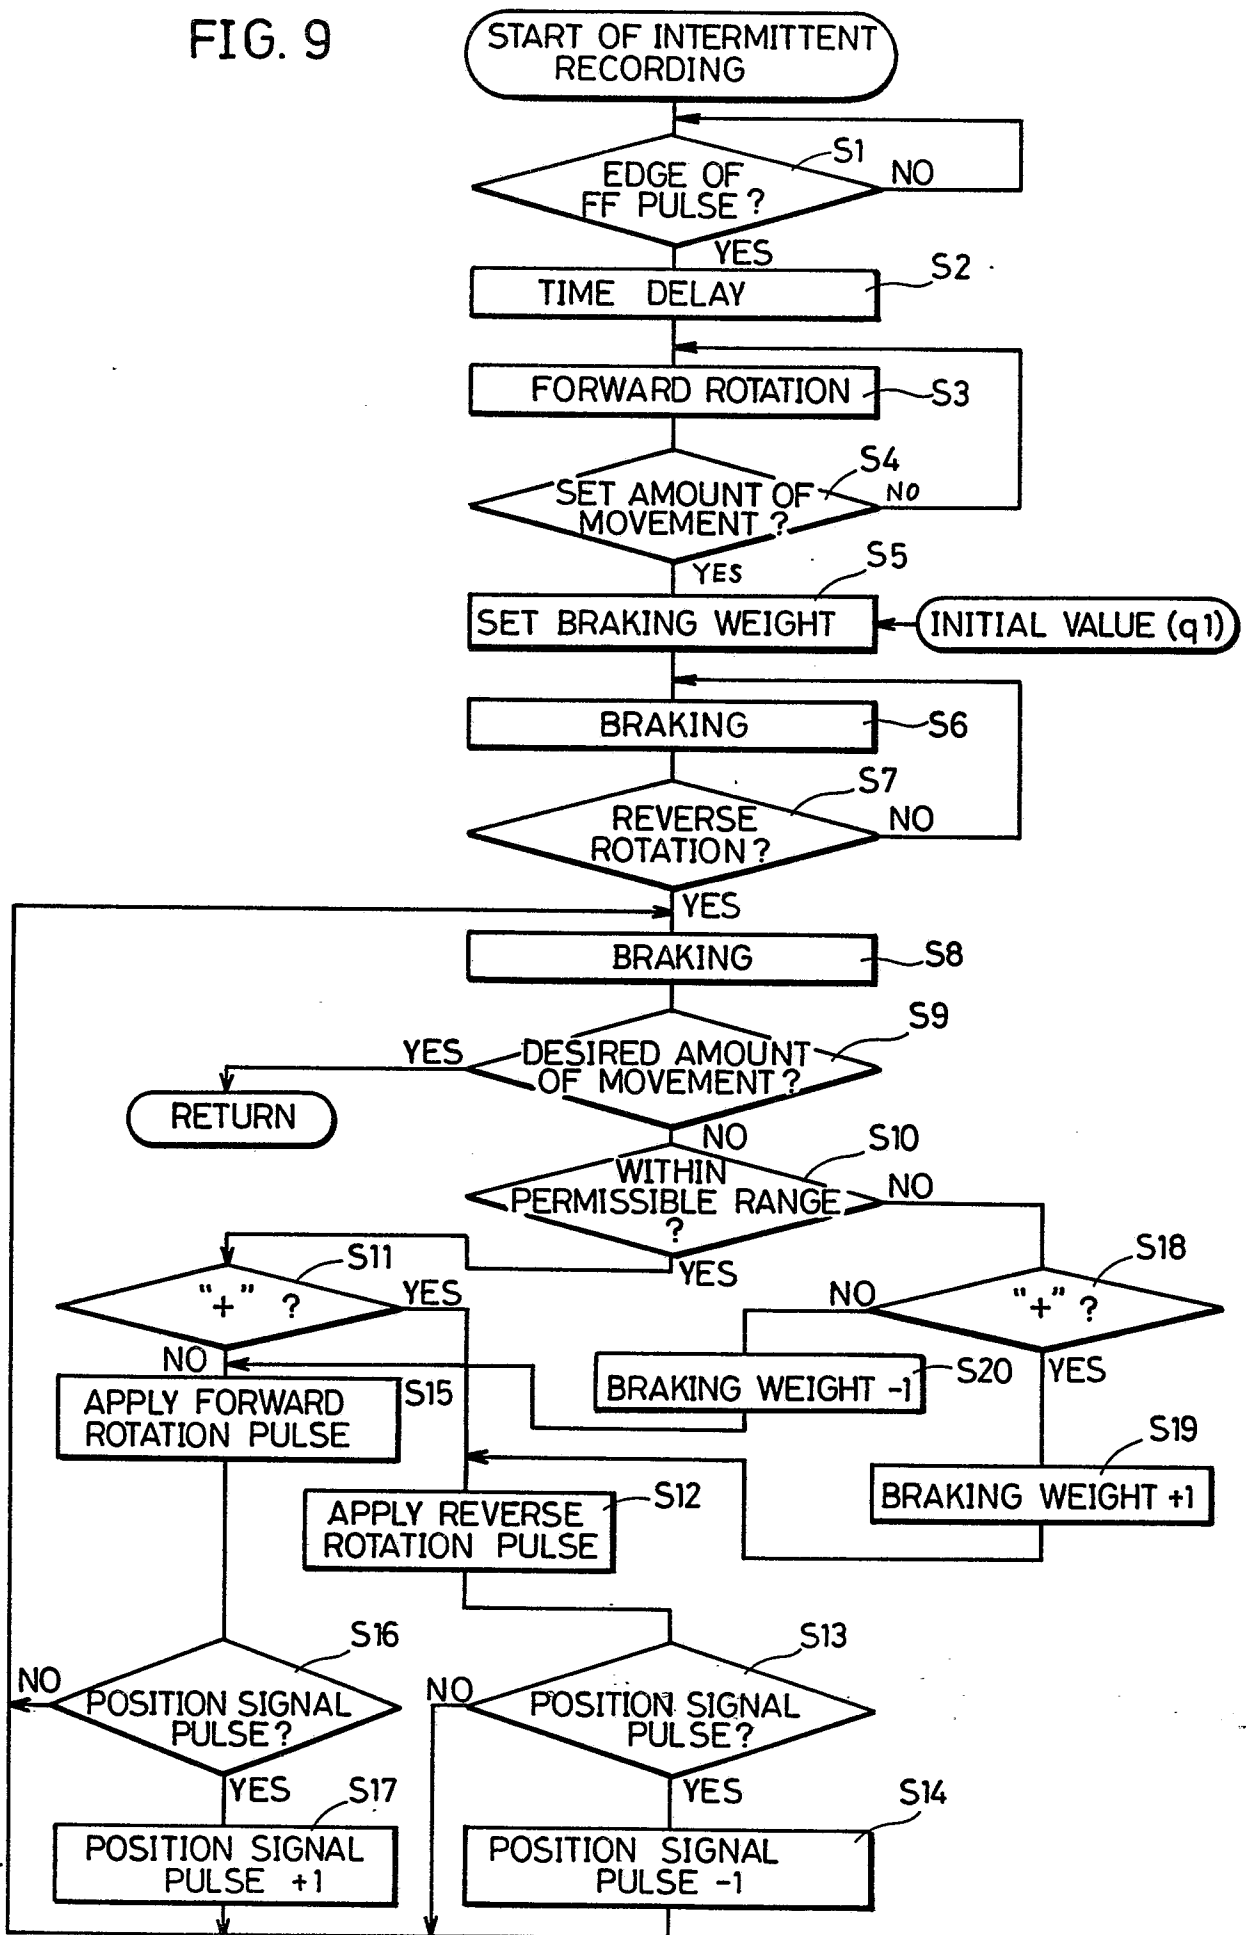 FIG. 9
START OF INTERMITTENT
RECORDING
S1
EDGE OF
FF PULSE?
NO
YES
S2
TIME DELAY
FORWARD ROTATION
S3
S4
SET AMOUNT OF
MOVEMENT?
NO
YES
S5
SET BRAKING WEIGHT
INITIAL VALUE (q1)
BRAKING
S6
S7
REVERSE
ROTATION?
NO
YES
BRAKING
S8
S9
YES
DESIRED AMOUNT
OF MOVEMENT?
RETURN
NO
S10
WITHIN
PERMISSIBLE RANGE
?
NO
YES
S11
"+" ?
YES
NO
S18
"+" ?
NO
YES
S20
BRAKING WEIGHT -1
S15
APPLY FORWARD
ROTATION PULSE
S19
BRAKING WEIGHT +1
S12
APPLY REVERSE
ROTATION PULSE
S16
NO
POSITION SIGNAL
PULSE?
YES
S13
NO
POSITION SIGNAL
PULSE?
YES
S17
POSITION SIGNAL
PULSE +1
S14
POSITION SIGNAL
PULSE -1